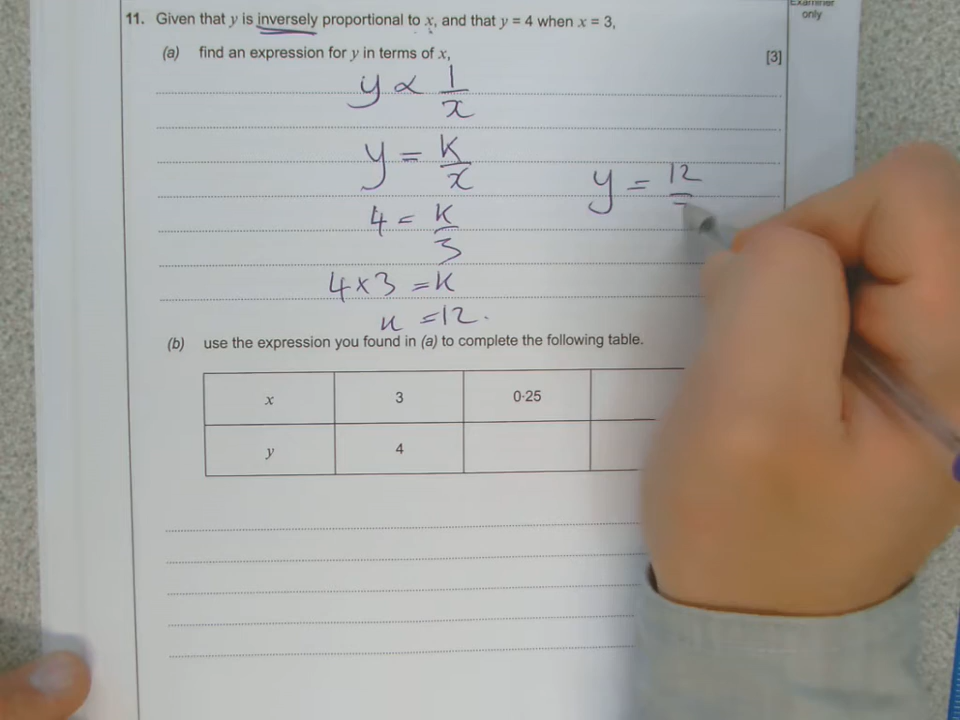 Examiner only
11. Given that y is inversely proportional to x, and that y = 4 when x = 3,
(a) find an expression for y in terms of x,
[3]
y ∝ 1/x
y = k/x
y = 12
4 = k/3
4 × 3 = k
k = 12.
(b) use the expression you found in (a) to complete the following table.
x 3 0·25
y 4